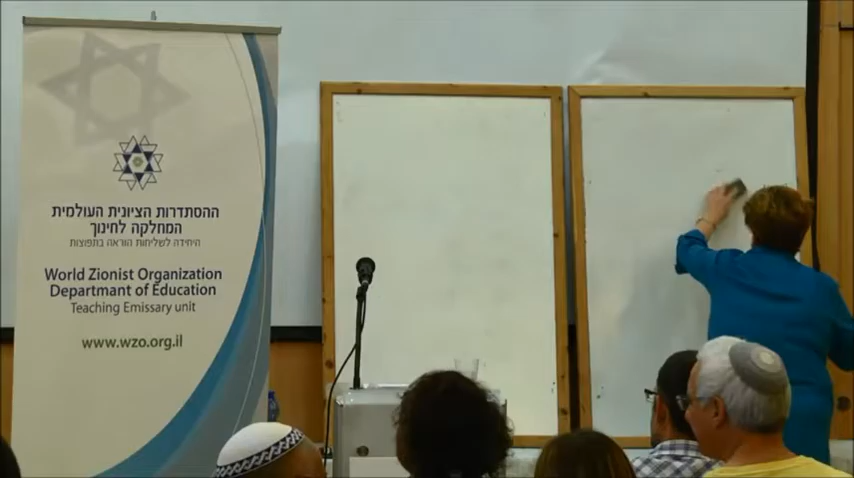 ההסתדרות הציונית העולמית
המחלקה לחינוך
היחידה לשליחות הוראה בתפוצות
World Zionist Organization
Department of Education
Teaching Emissary unit
www.wzo.org.il